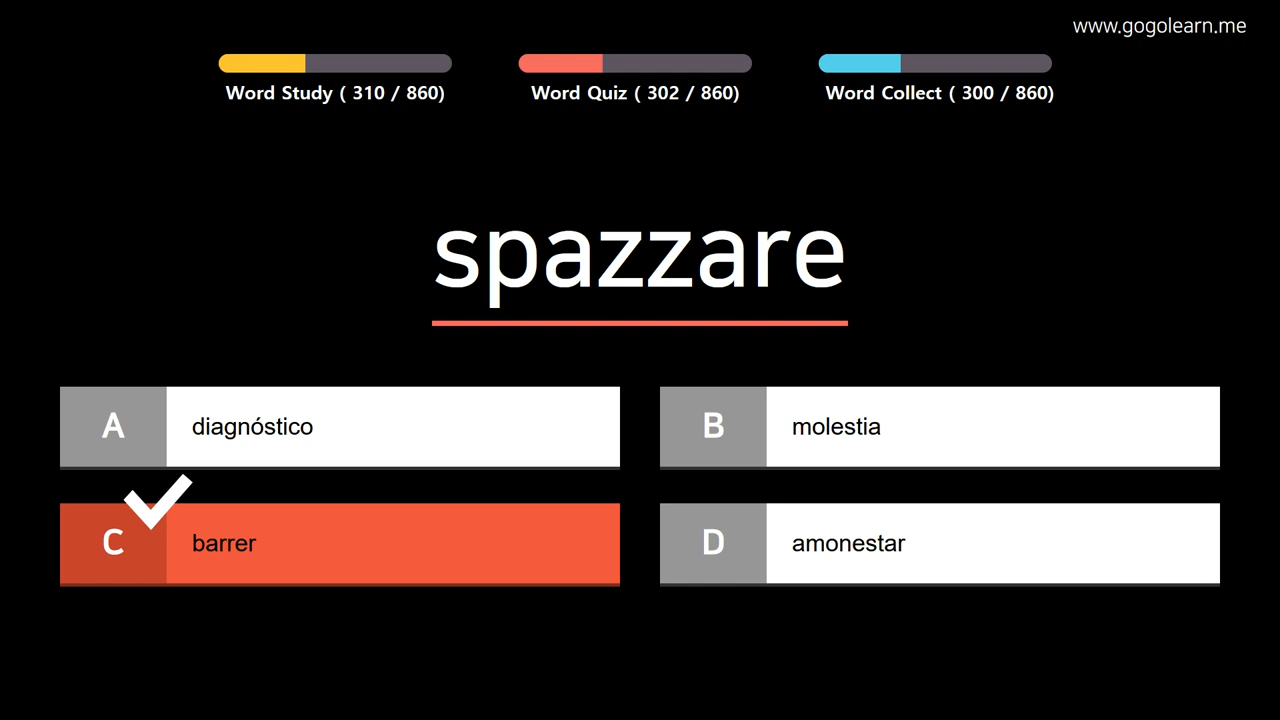 www.gogolearn.me
Word Study ( 310 / 860)
Word Quiz ( 302 / 860)
Word Collect ( 300 / 860)
spazzare
A
diagnóstico
B
molestia
C
barrer
D
amonestar